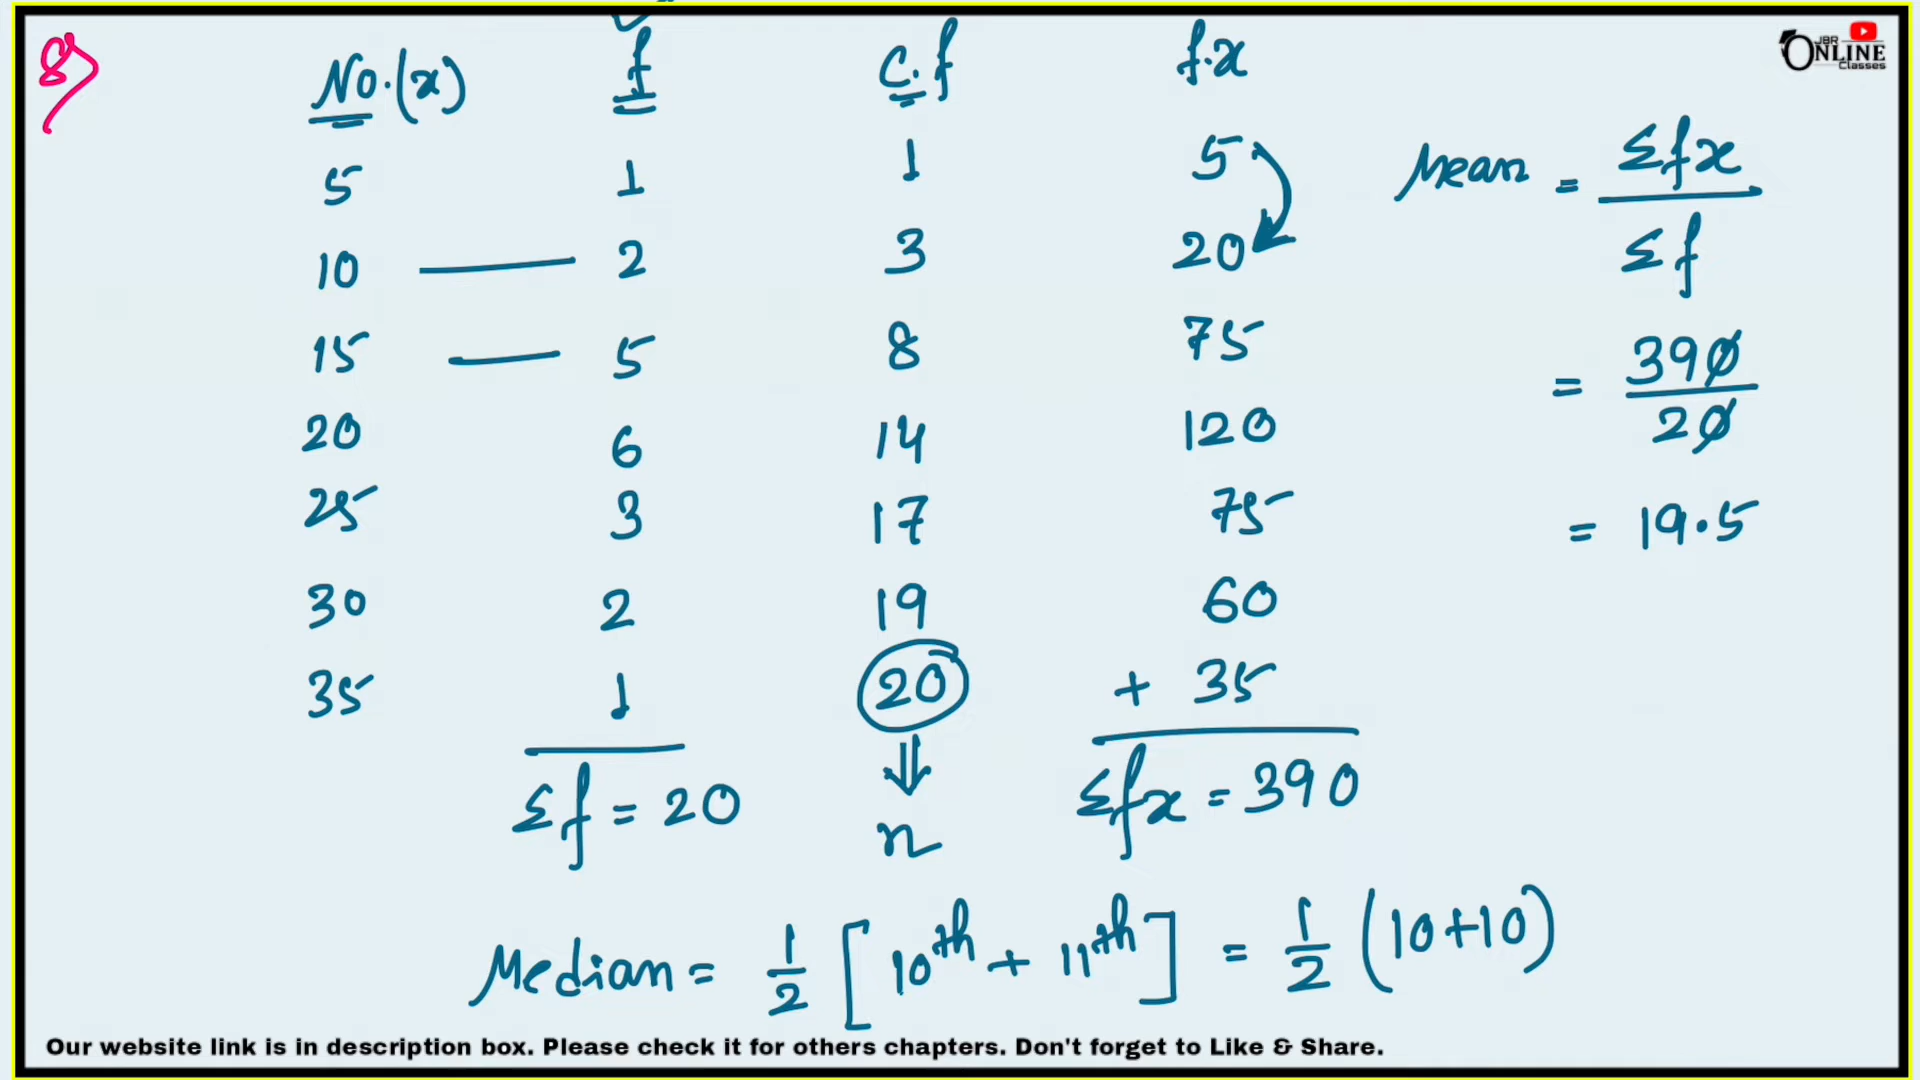 8)
No.(x) f c.f f.x
5 1 1 5
10 — 2 3 20
15 — 5 8 75
20 6 14 120
25 3 17 75
30 2 19 60
35 1 20 + 35
Σf = 20 ⇓ Σfx = 390
n
Mean = Σfx / Σf
= 390 / 20
= 19.5
Median = 1/2 [10th + 11th] = 1/2 (10+10)
JBR
ONLINE
Classes
Our website link is in description box. Please check it for others chapters. Don't forget to Like & Share.